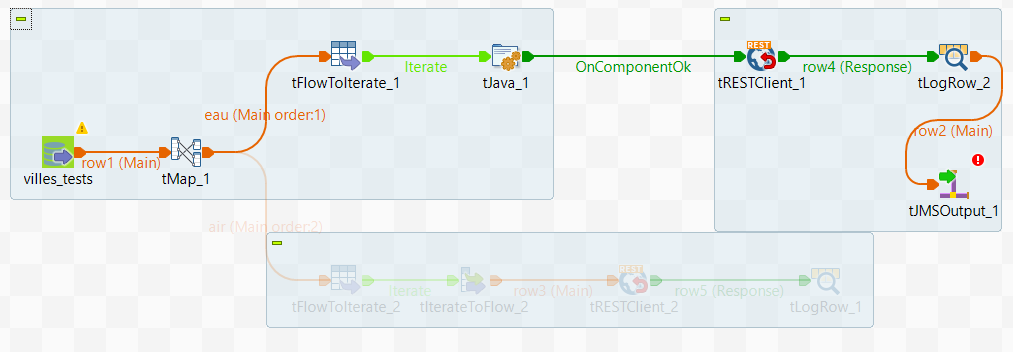 tFlowToIterate_1
Iterate
tJava_1
OnComponentOk
REST
tRESTClient_1
row4 (Response)
tLogRow_2
eau (Main order:1)
row2 (Main)
villes_tests
row1 (Main)
tMap_1
tJMSOutput_1
air (Main order:2)
tFlowToIterate_2
Iterate
tIterateToFlow_2
row3 (Main)
REST
tRESTClient_2
row5 (Response)
tLogRow_1